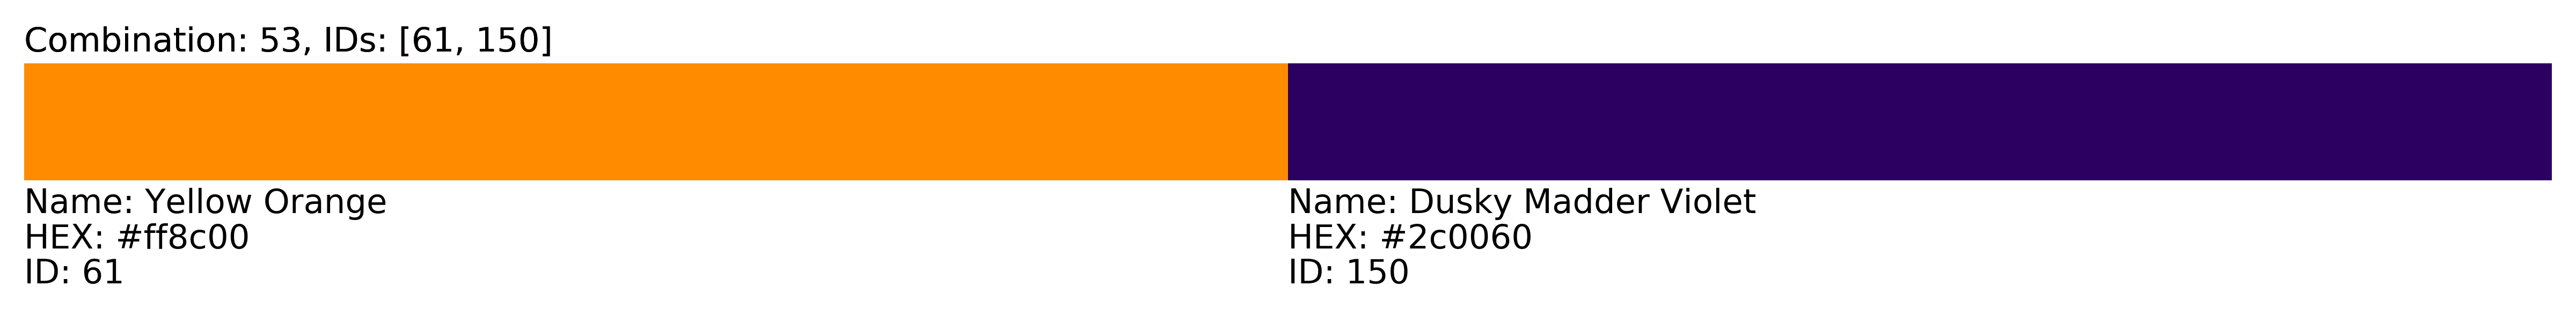 Combination: 53, IDs: [61, 150]
Name: Yellow Orange
HEX: #ff8c00
ID: 61
Name: Dusky Madder Violet
HEX: #2c0060
ID: 150